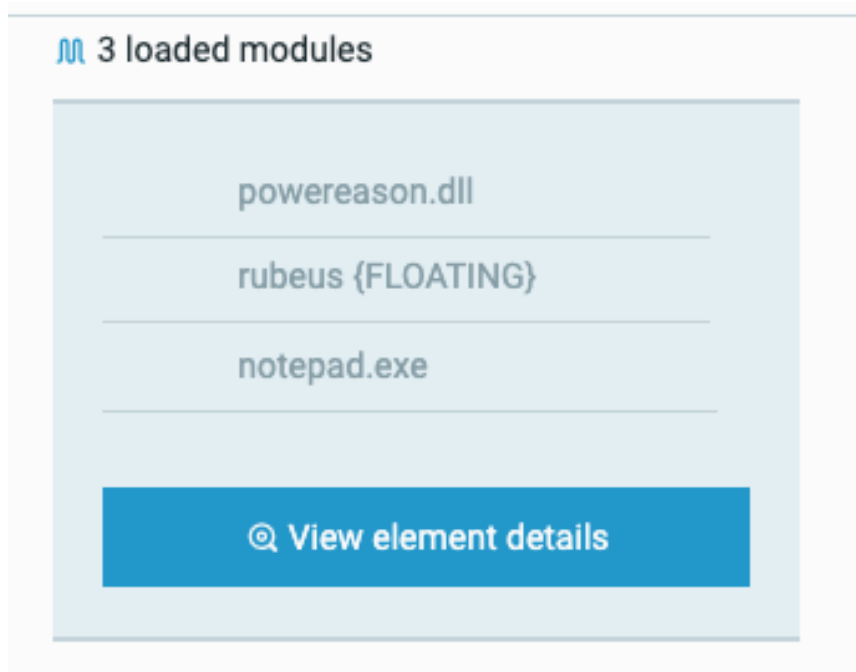 3 loaded modules
powereason.dll
rubeus {FLOATING}
notepad.exe
View element details